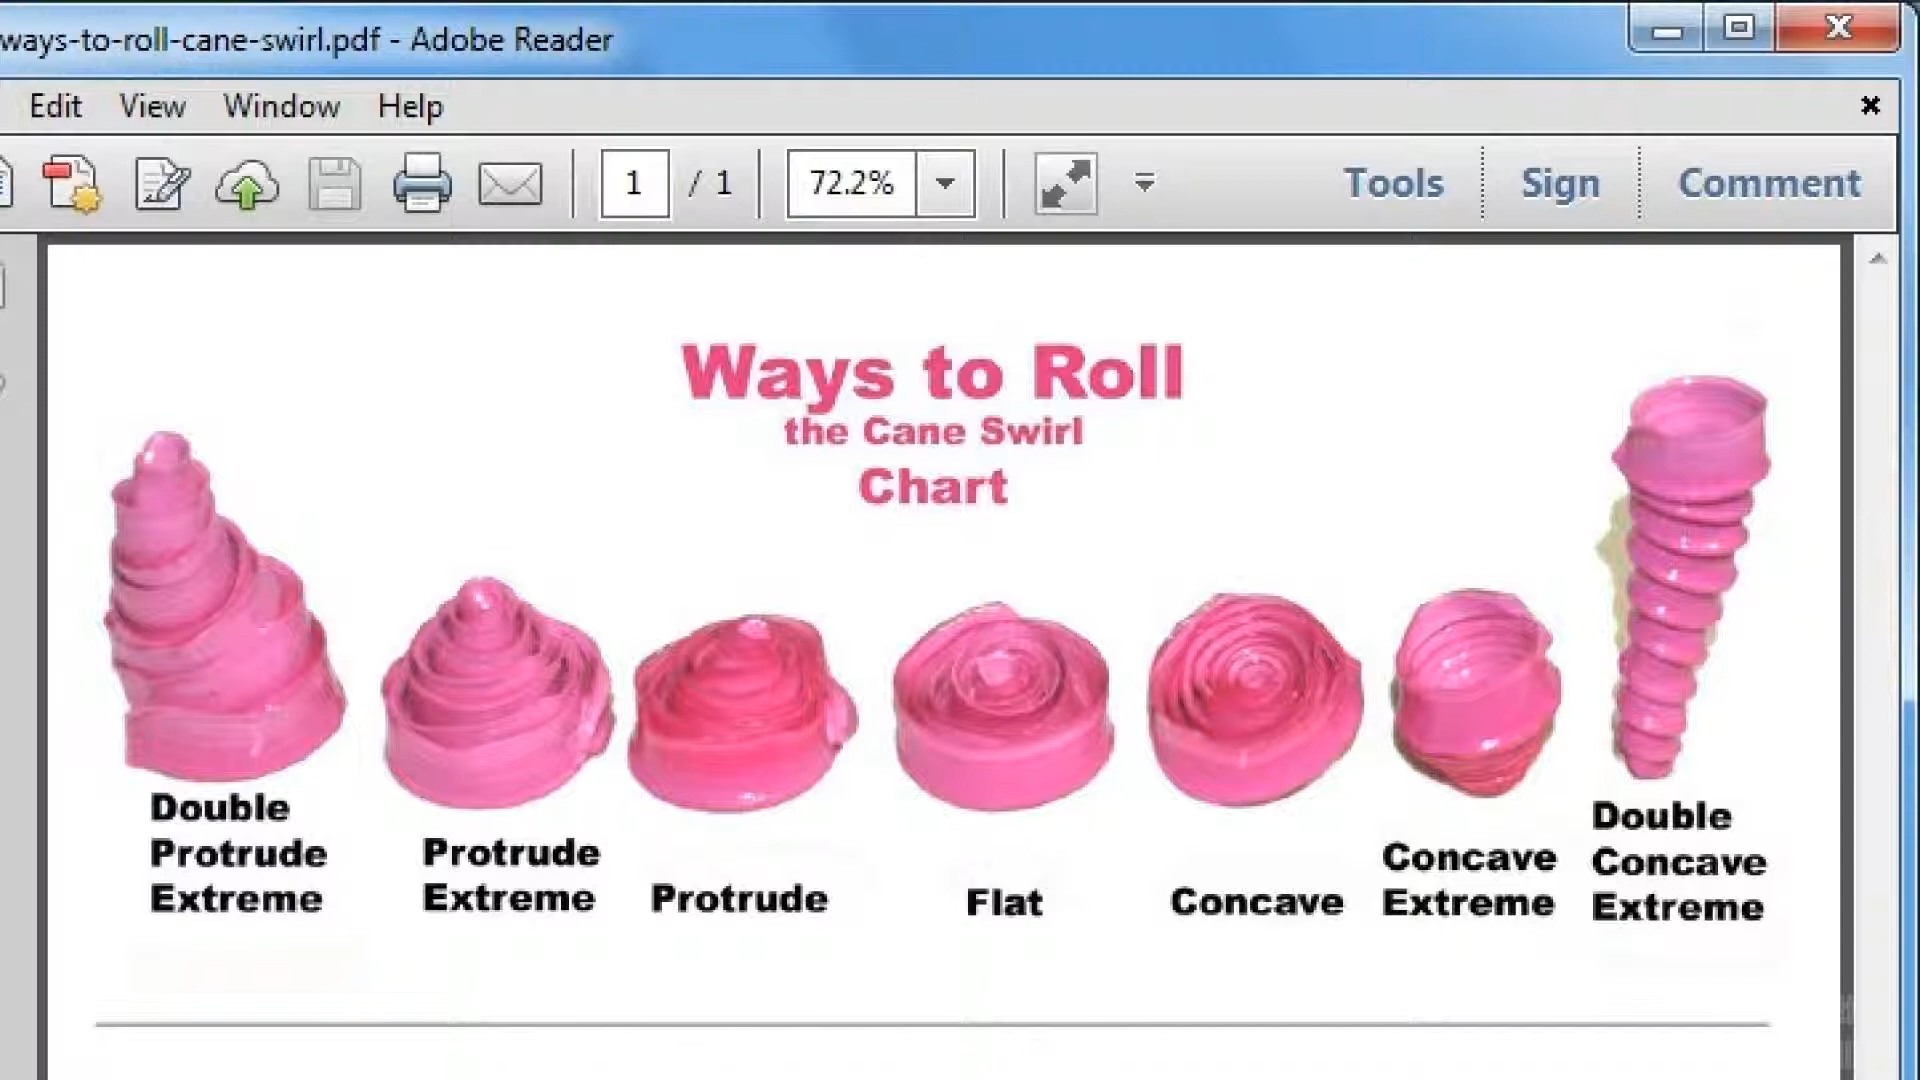 ways-to-roll-cane-swirl.pdf - Adobe Reader
Edit View Window Help
1 / 1 72.2% Tools Sign Comment
Ways to Roll
the Cane Swirl
Chart
Double
Protrude
Extreme
Protrude
Extreme
Protrude
Flat
Concave
Concave
Extreme
Double
Concave
Extreme